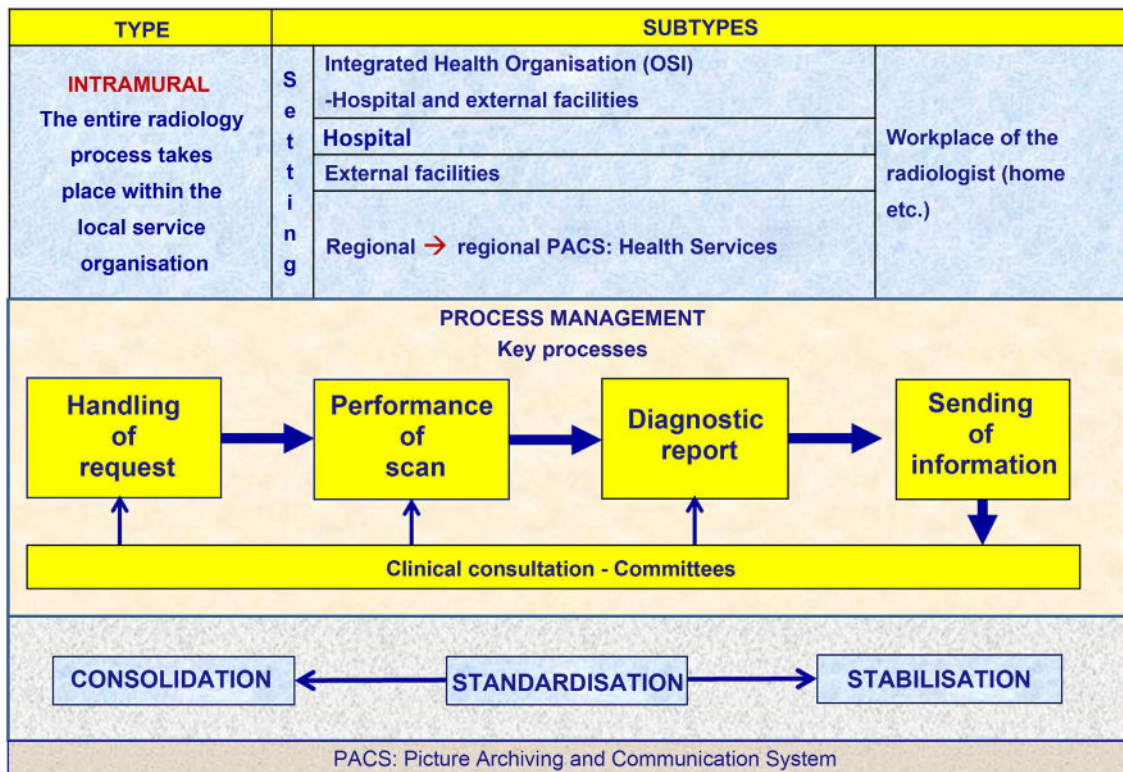 TYPE
SUBTYPES
INTRAMURAL
The entire radiology
process takes
place within the
local service
organisation
S
e
t
t
i
n
g
Integrated Health Organisation (OSI)
-Hospital and external facilities
Hospital
External facilities
Regional → regional PACS: Health Services
Workplace of the
radiologist (home
etc.)
PROCESS MANAGEMENT
Key processes
Handling
of
request
Performance
of
scan
Diagnostic
report
Sending
of
information
Clinical consultation - Committees
CONSOLIDATION
STANDARDISATION
STABILISATION
PACS: Picture Archiving and Communication System